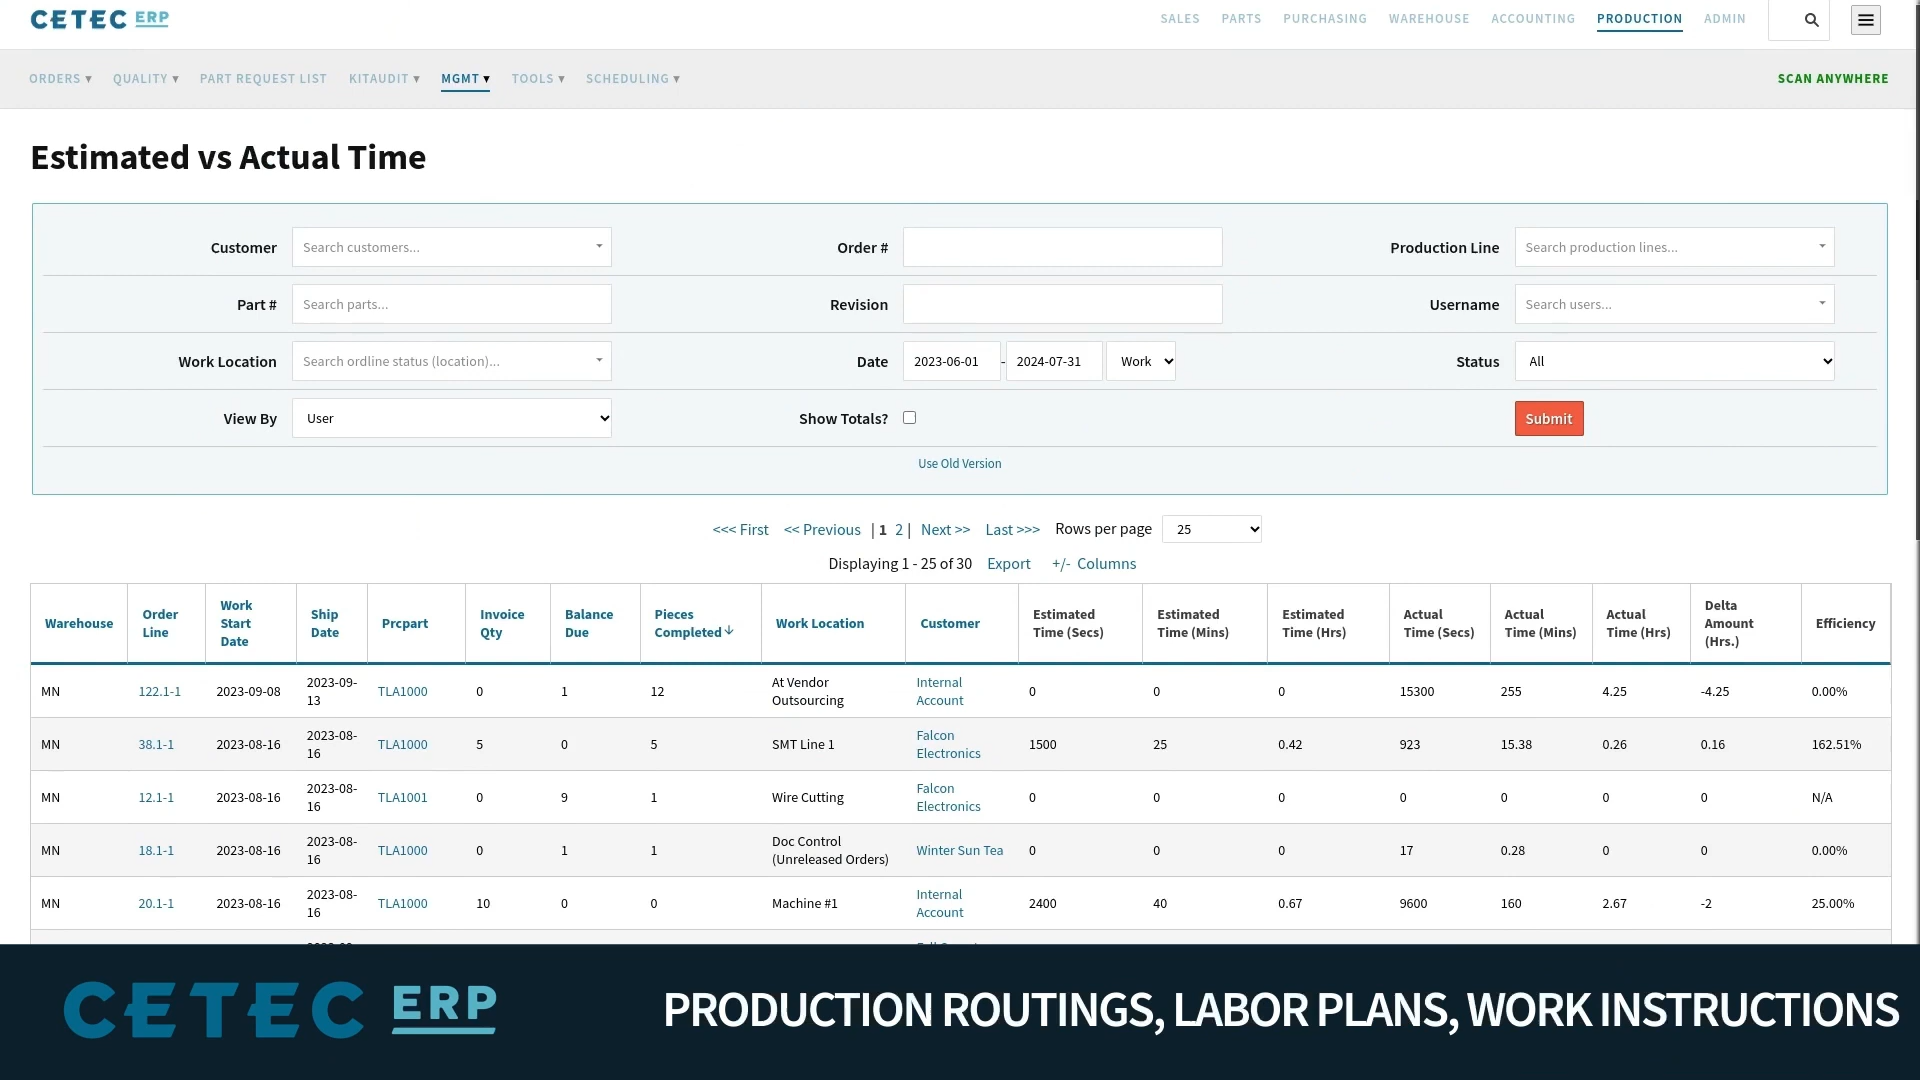 CETEC ERP
SALES PARTS PURCHASING WAREHOUSE ACCOUNTING PRODUCTION ADMIN
ORDERS ▾ QUALITY ▾ PART REQUEST LIST KITAUDIT ▾ MGMT ▾ TOOLS ▾ SCHEDULING ▾ SCAN ANYWHERE
Estimated vs Actual Time
Customer Search customers... Order # Production Line Search production lines...
Part # Search parts... Revision Username Search users...
Work Location Search ordline status (location)... Date 2023-06-01 - 2024-07-31 Work Status All
View By User Show Totals? Submit
Use Old Version
<<< First << Previous | 1 2 | Next >> Last >>> Rows per page 25
Displaying 1 - 25 of 30 Export +/- Columns
Warehouse Order Line Work Start Date Ship Date Prcpart Invoice Qty Balance Due Pieces Completed↓ Work Location Customer Estimated Time (Secs) Estimated Time (Mins) Estimated Time (Hrs) Actual Time (Secs) Actual Time (Mins) Actual Time (Hrs) Delta Amount (Hrs.) Efficiency
MN 122.1-1 2023-09-08 2023-09-13 TLA1000 0 1 12 At Vendor Outsourcing Internal Account 0 0 0 15300 255 4.25 -4.25 0.00%
MN 38.1-1 2023-08-16 2023-08-16 TLA1000 5 0 5 SMT Line 1 Falcon Electronics 1500 25 0.42 923 15.38 0.26 0.16 162.51%
MN 12.1-1 2023-08-16 2023-08-16 TLA1001 0 9 1 Wire Cutting Falcon Electronics 0 0 0 0 0 0 0 N/A
MN 18.1-1 2023-08-16 2023-08-16 TLA1000 0 1 1 Doc Control (Unreleased Orders) Winter Sun Tea 0 0 0 17 0.28 0 0 0.00%
MN 20.1-1 2023-08-16 2023-08-16 TLA1000 10 0 0 Machine #1 Internal Account 2400 40 0.67 9600 160 2.67 -2 25.00%
CETEC ERP PRODUCTION ROUTINGS, LABOR PLANS, WORK INSTRUCTIONS